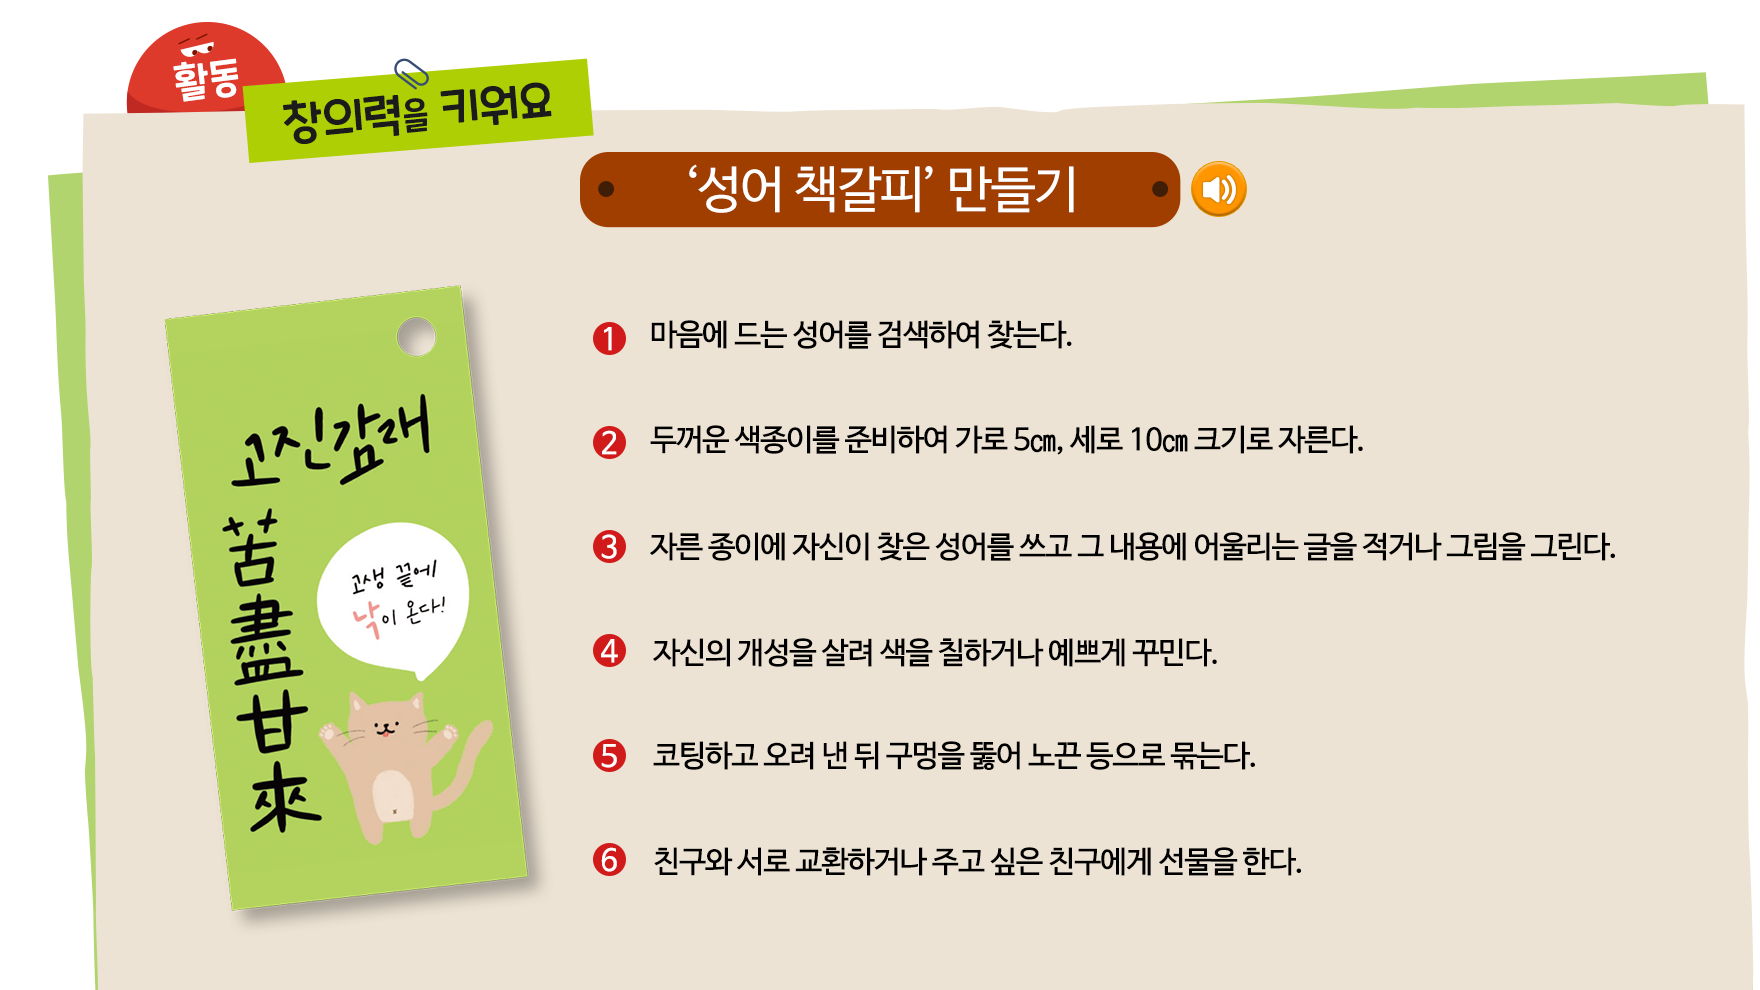 활동
창의력을 키워요
‘성어 책갈피’ 만들기
고진감래
苦盡甘來
고생 끝에
낙이 온다!
1 마음에 드는 성어를 검색하여 찾는다.
2 두꺼운 색종이를 준비하여 가로 5㎝, 세로 10㎝ 크기로 자른다.
3 자른 종이에 자신이 찾은 성어를 쓰고 그 내용에 어울리는 글을 적거나 그림을 그린다.
4 자신의 개성을 살려 색을 칠하거나 예쁘게 꾸민다.
5 코팅하고 오려 낸 뒤 구멍을 뚫어 노끈 등으로 묶는다.
6 친구와 서로 교환하거나 주고 싶은 친구에게 선물을 한다.